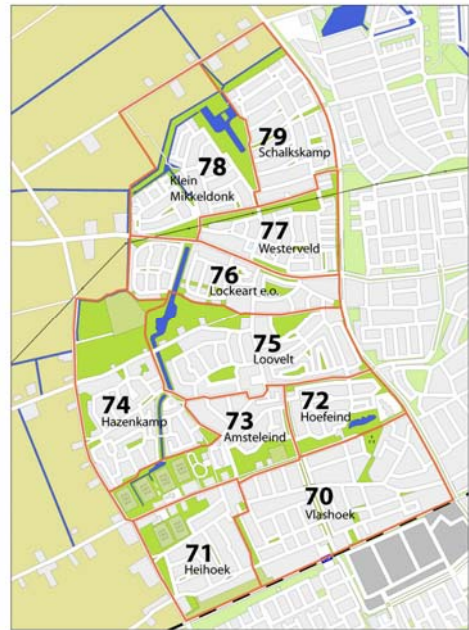 79
Schalkskamp
78
Klein
Mikkeldonk
77
Westerveld
76
Lockeart e.o.
75
Loovelt
74
Hazenkamp
73
Amsteleind
72
Hoefeind
70
Vlashoek
71
Heihoek